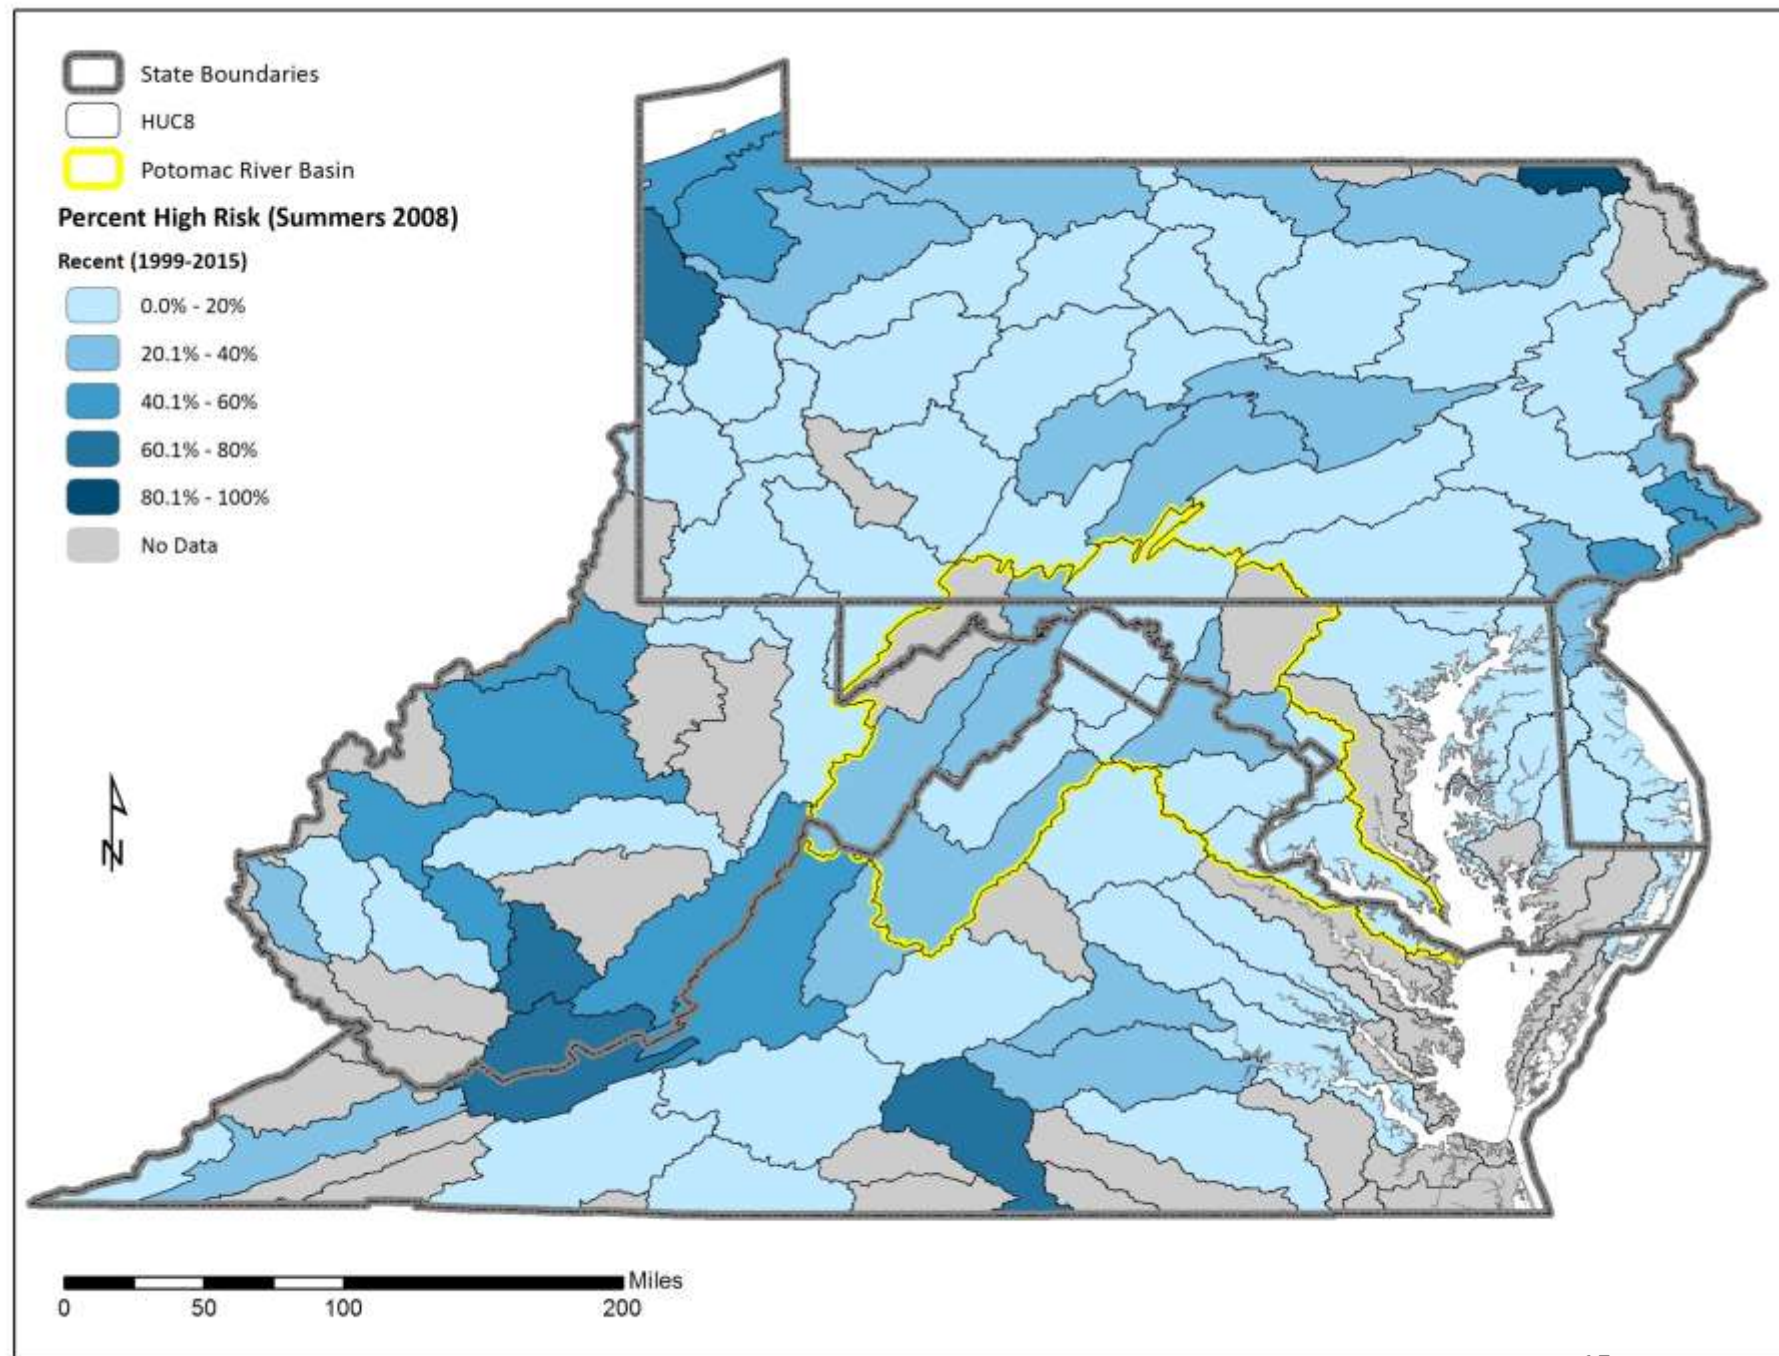 State Boundaries
HUC8
Potomac River Basin
Percent High Risk (Summers 2008)
Recent (1999-2015)
0.0% - 20%
20.1% - 40%
40.1% - 60%
60.1% - 80%
80.1% - 100%
No Data
N
Miles
0 50 100 200